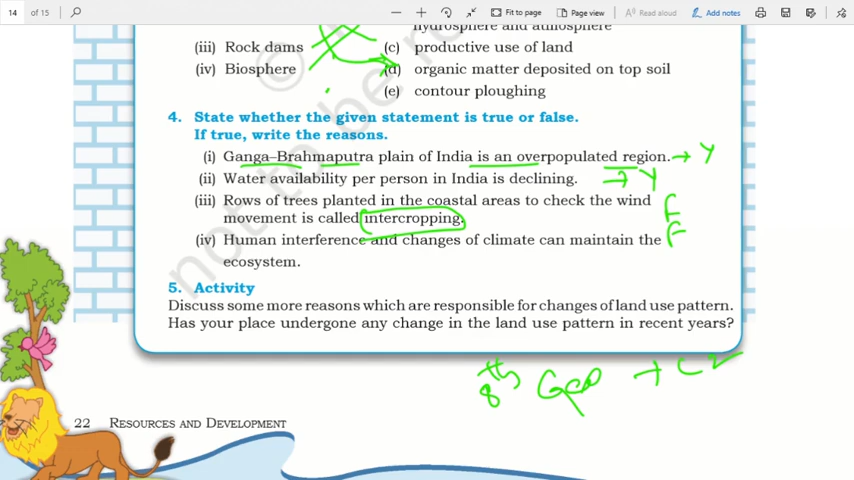 14 of 15 Fit to page Page view Read aloud Add notes
hydrosphere and atmosphere
(iii) Rock dams (c) productive use of land
(iv) Biosphere (d) organic matter deposited on top soil
(e) contour ploughing
4. State whether the given statement is true or false.
If true, write the reasons.
(i) Ganga–Brahmaputra plain of India is an overpopulated region. → Y
(ii) Water availability per person in India is declining. → Y
(iii) Rows of trees planted in the coastal areas to check the wind F
movement is called intercropping.
(iv) Human interference and changes of climate can maintain the F
ecosystem.
5. Activity
Discuss some more reasons which are responsible for changes of land use pattern.
Has your place undergone any change in the land use pattern in recent years?
8th Geo → C2
22 RESOURCES AND DEVELOPMENT
not to be r